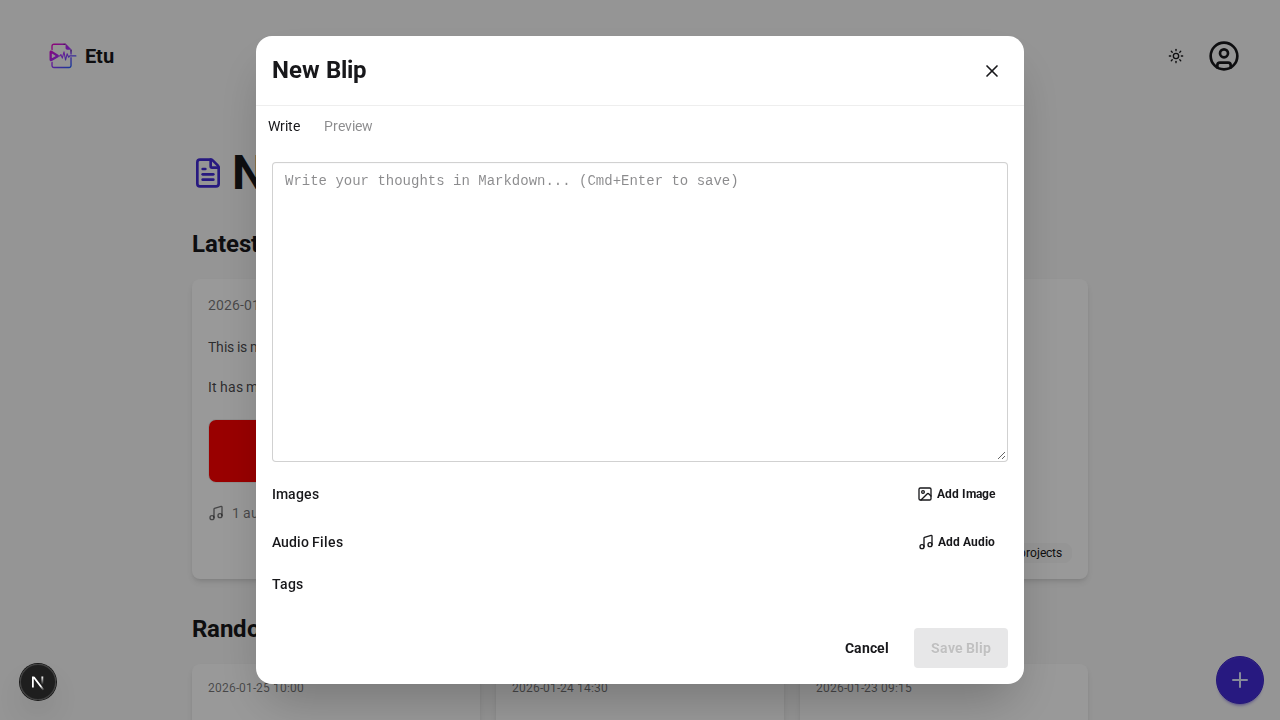 Etu
New Blip
Write Preview
Write your thoughts in Markdown... (Cmd+Enter to save)
Latest
2026-01
This is
It has
1
Images
Add Image
Audio Files
Add Audio
Tags
projects
Cancel
Save Blip
2026-01-25 10:00
2026-01-24 14:30
2026-01-23 09:15